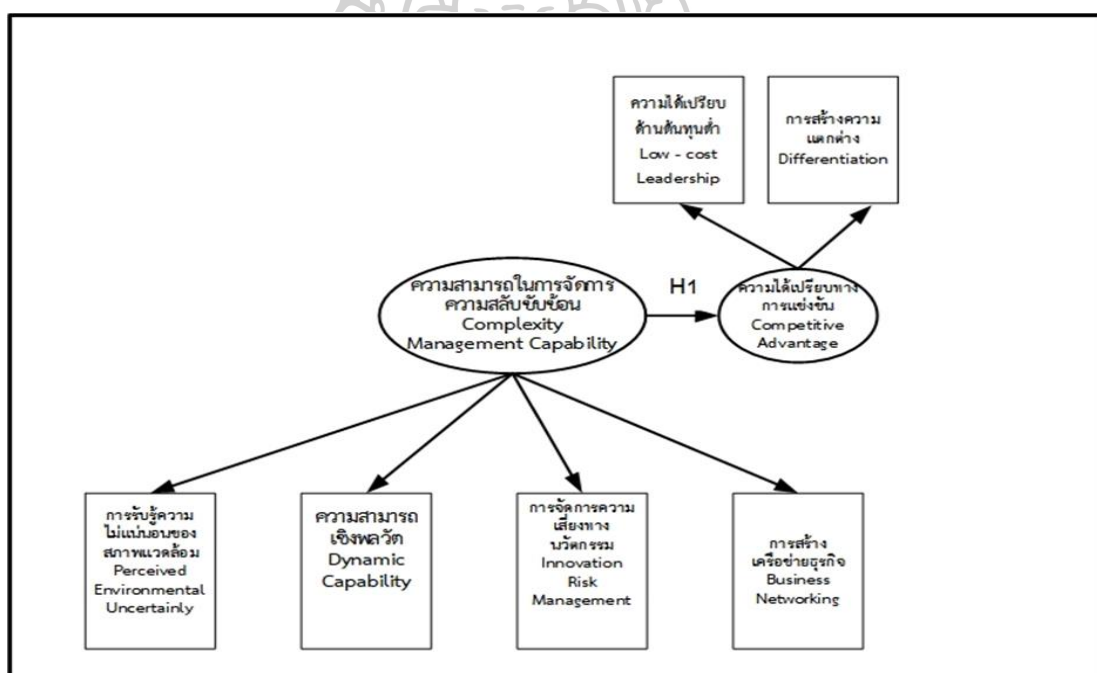 ความได้เปรียบ
ด้านต้นทุนต่ำ
Low - cost
Leadership
การสร้างความ
แตกต่าง
Differentiation
ความสามารถในการจัดการ
ความสลับซับซ้อน
Complexity
Management Capability
H1
ความได้เปรียบทาง
การแข่งขัน
Competitive
Advantage
การรับรู้ความ
ไม่แน่นอนของ
สภาพแวดล้อม
Perceived
Environmental
Uncertainly
ความสามารถ
เชิงพลวัต
Dynamic
Capability
การจัดการความ
เสี่ยงทาง
นวัตกรรม
Innovation
Risk
Management
การสร้าง
เครือข่ายธุรกิจ
Business
Networking